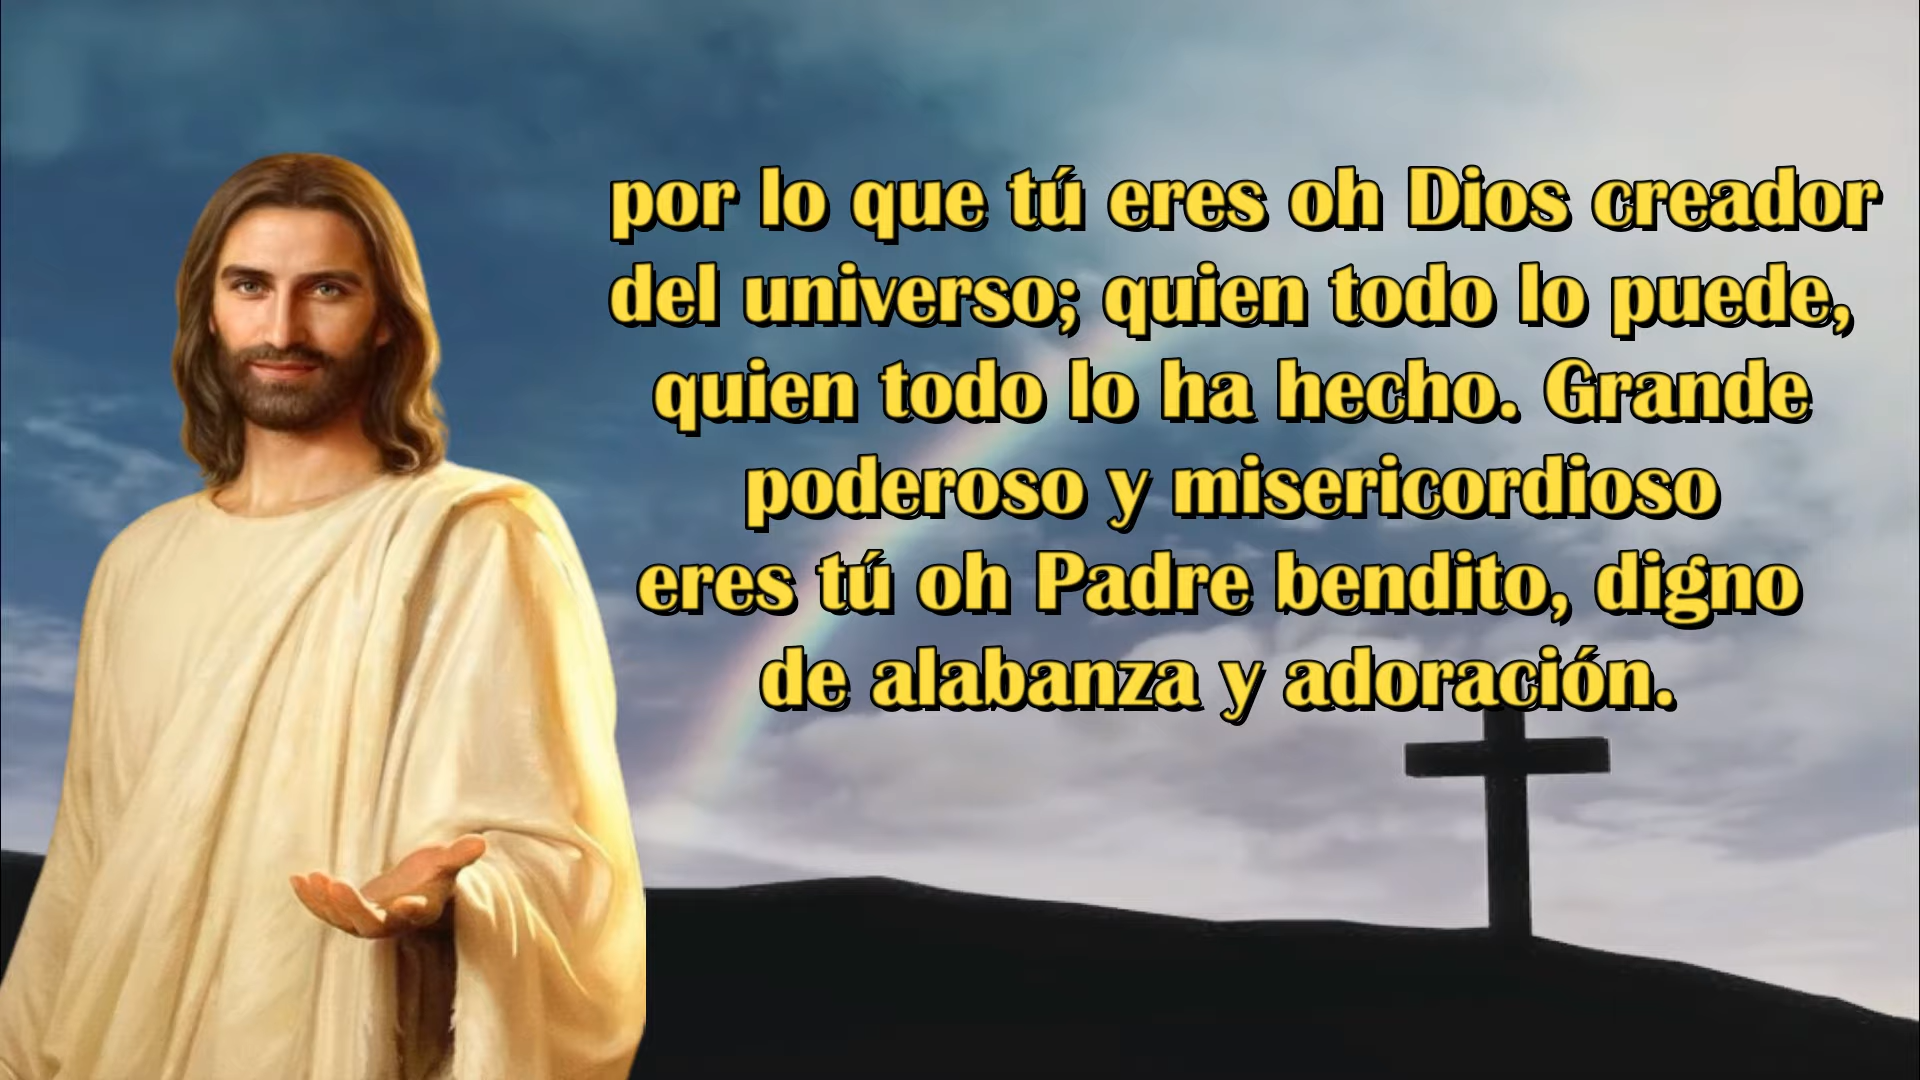 por lo que tú eres oh Dios creador
del universo; quien todo lo puede,
quien todo lo ha hecho. Grande
poderoso y misericordioso
eres tú oh Padre bendito, digno
de alabanza y adoración.